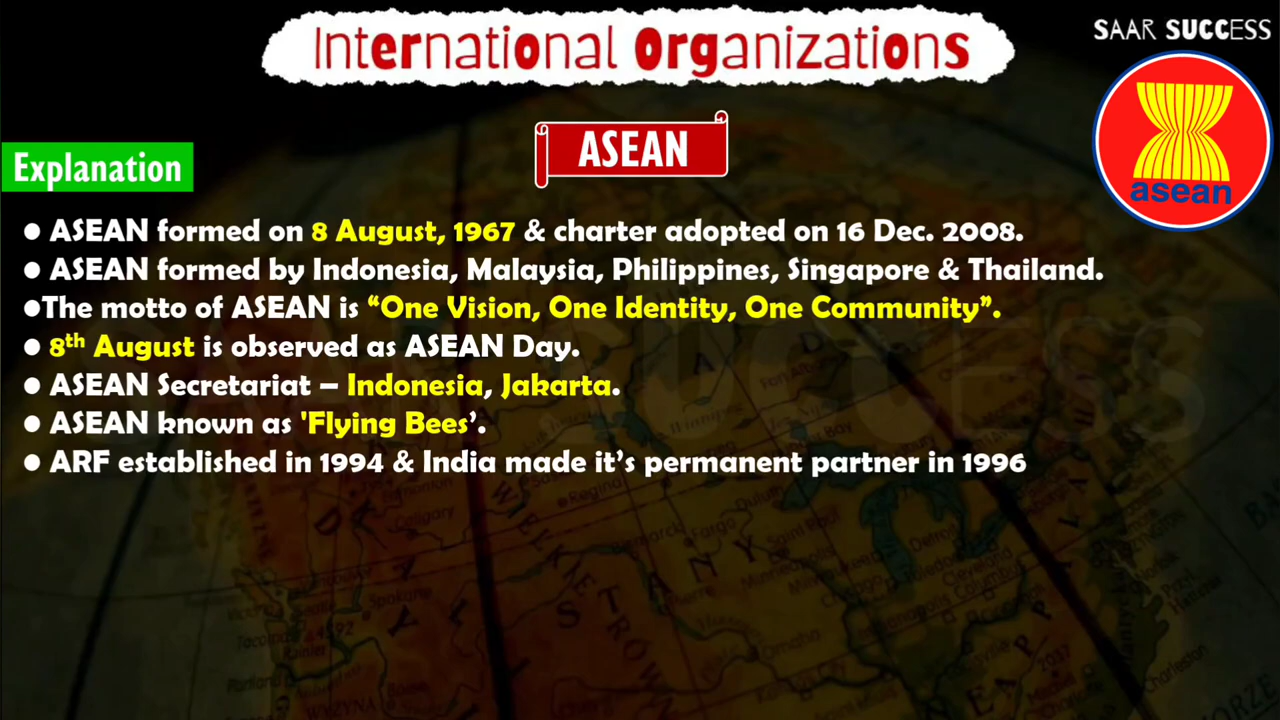 International Organizations
SAAR SUCCESS
ASEAN
asean
Explanation
● ASEAN formed on 8 August, 1967 & charter adopted on 16 Dec. 2008.
● ASEAN formed by Indonesia, Malaysia, Philippines, Singapore & Thailand.
●The motto of ASEAN is “One Vision, One Identity, One Community”.
● 8th August is observed as ASEAN Day.
● ASEAN Secretariat – Indonesia, Jakarta.
● ASEAN known as 'Flying Bees’.
● ARF established in 1994 & India made it’s permanent partner in 1996